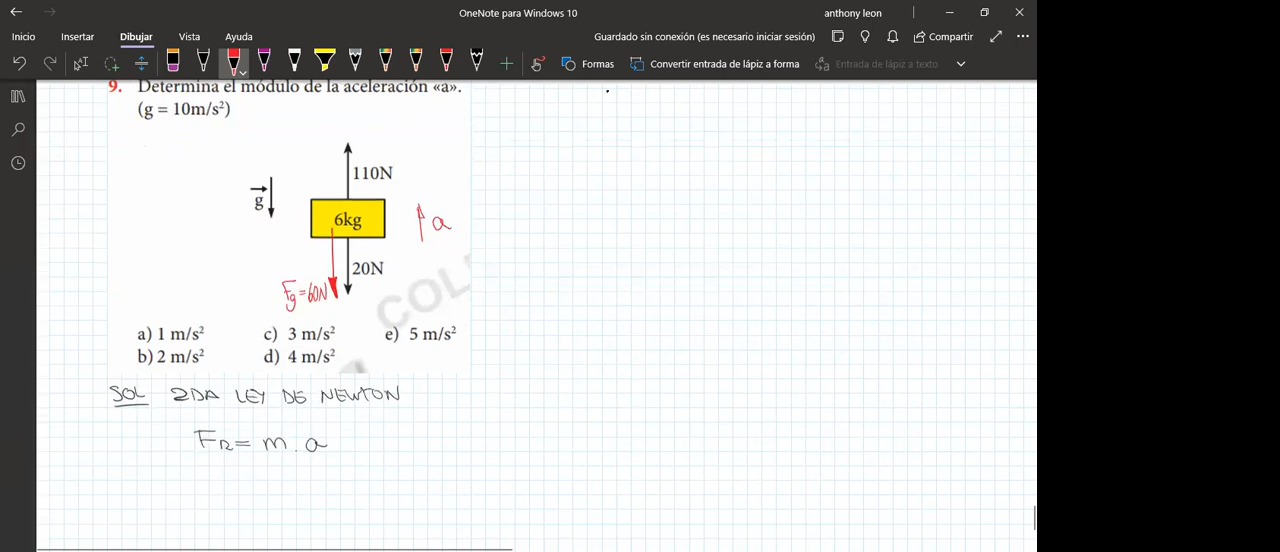 OneNote para Windows 10
anthony leon
Inicio Insertar Dibujar Vista Ayuda
Guardado sin conexión (es necesario iniciar sesión) Compartir
Formas Convertir entrada de lápiz a forma Entrada de lápiz a texto
9. Determina el módulo de la aceleración «a».
(g = 10m/s²)
110N
g
6kg
a
20N
Fg = 60N
COL
a) 1 m/s² c) 3 m/s² e) 5 m/s²
b) 2 m/s² d) 4 m/s²
SOL 2DA LEY DE NEWTON
FR = m . a